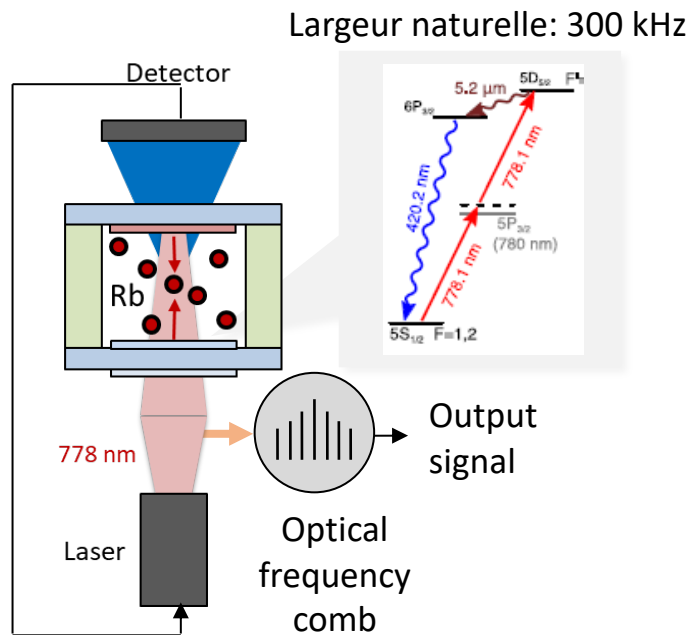 Largeur naturelle: 300 kHz
Detector
5D₅/₂
5.2 µm
6P₃/₂
778.1 nm
420.2 nm
5P₃/₂
(780 nm)
778.1 nm
5S₁/₂ F=1,2
Rb
778 nm
Output
signal
Laser
Optical
frequency
comb